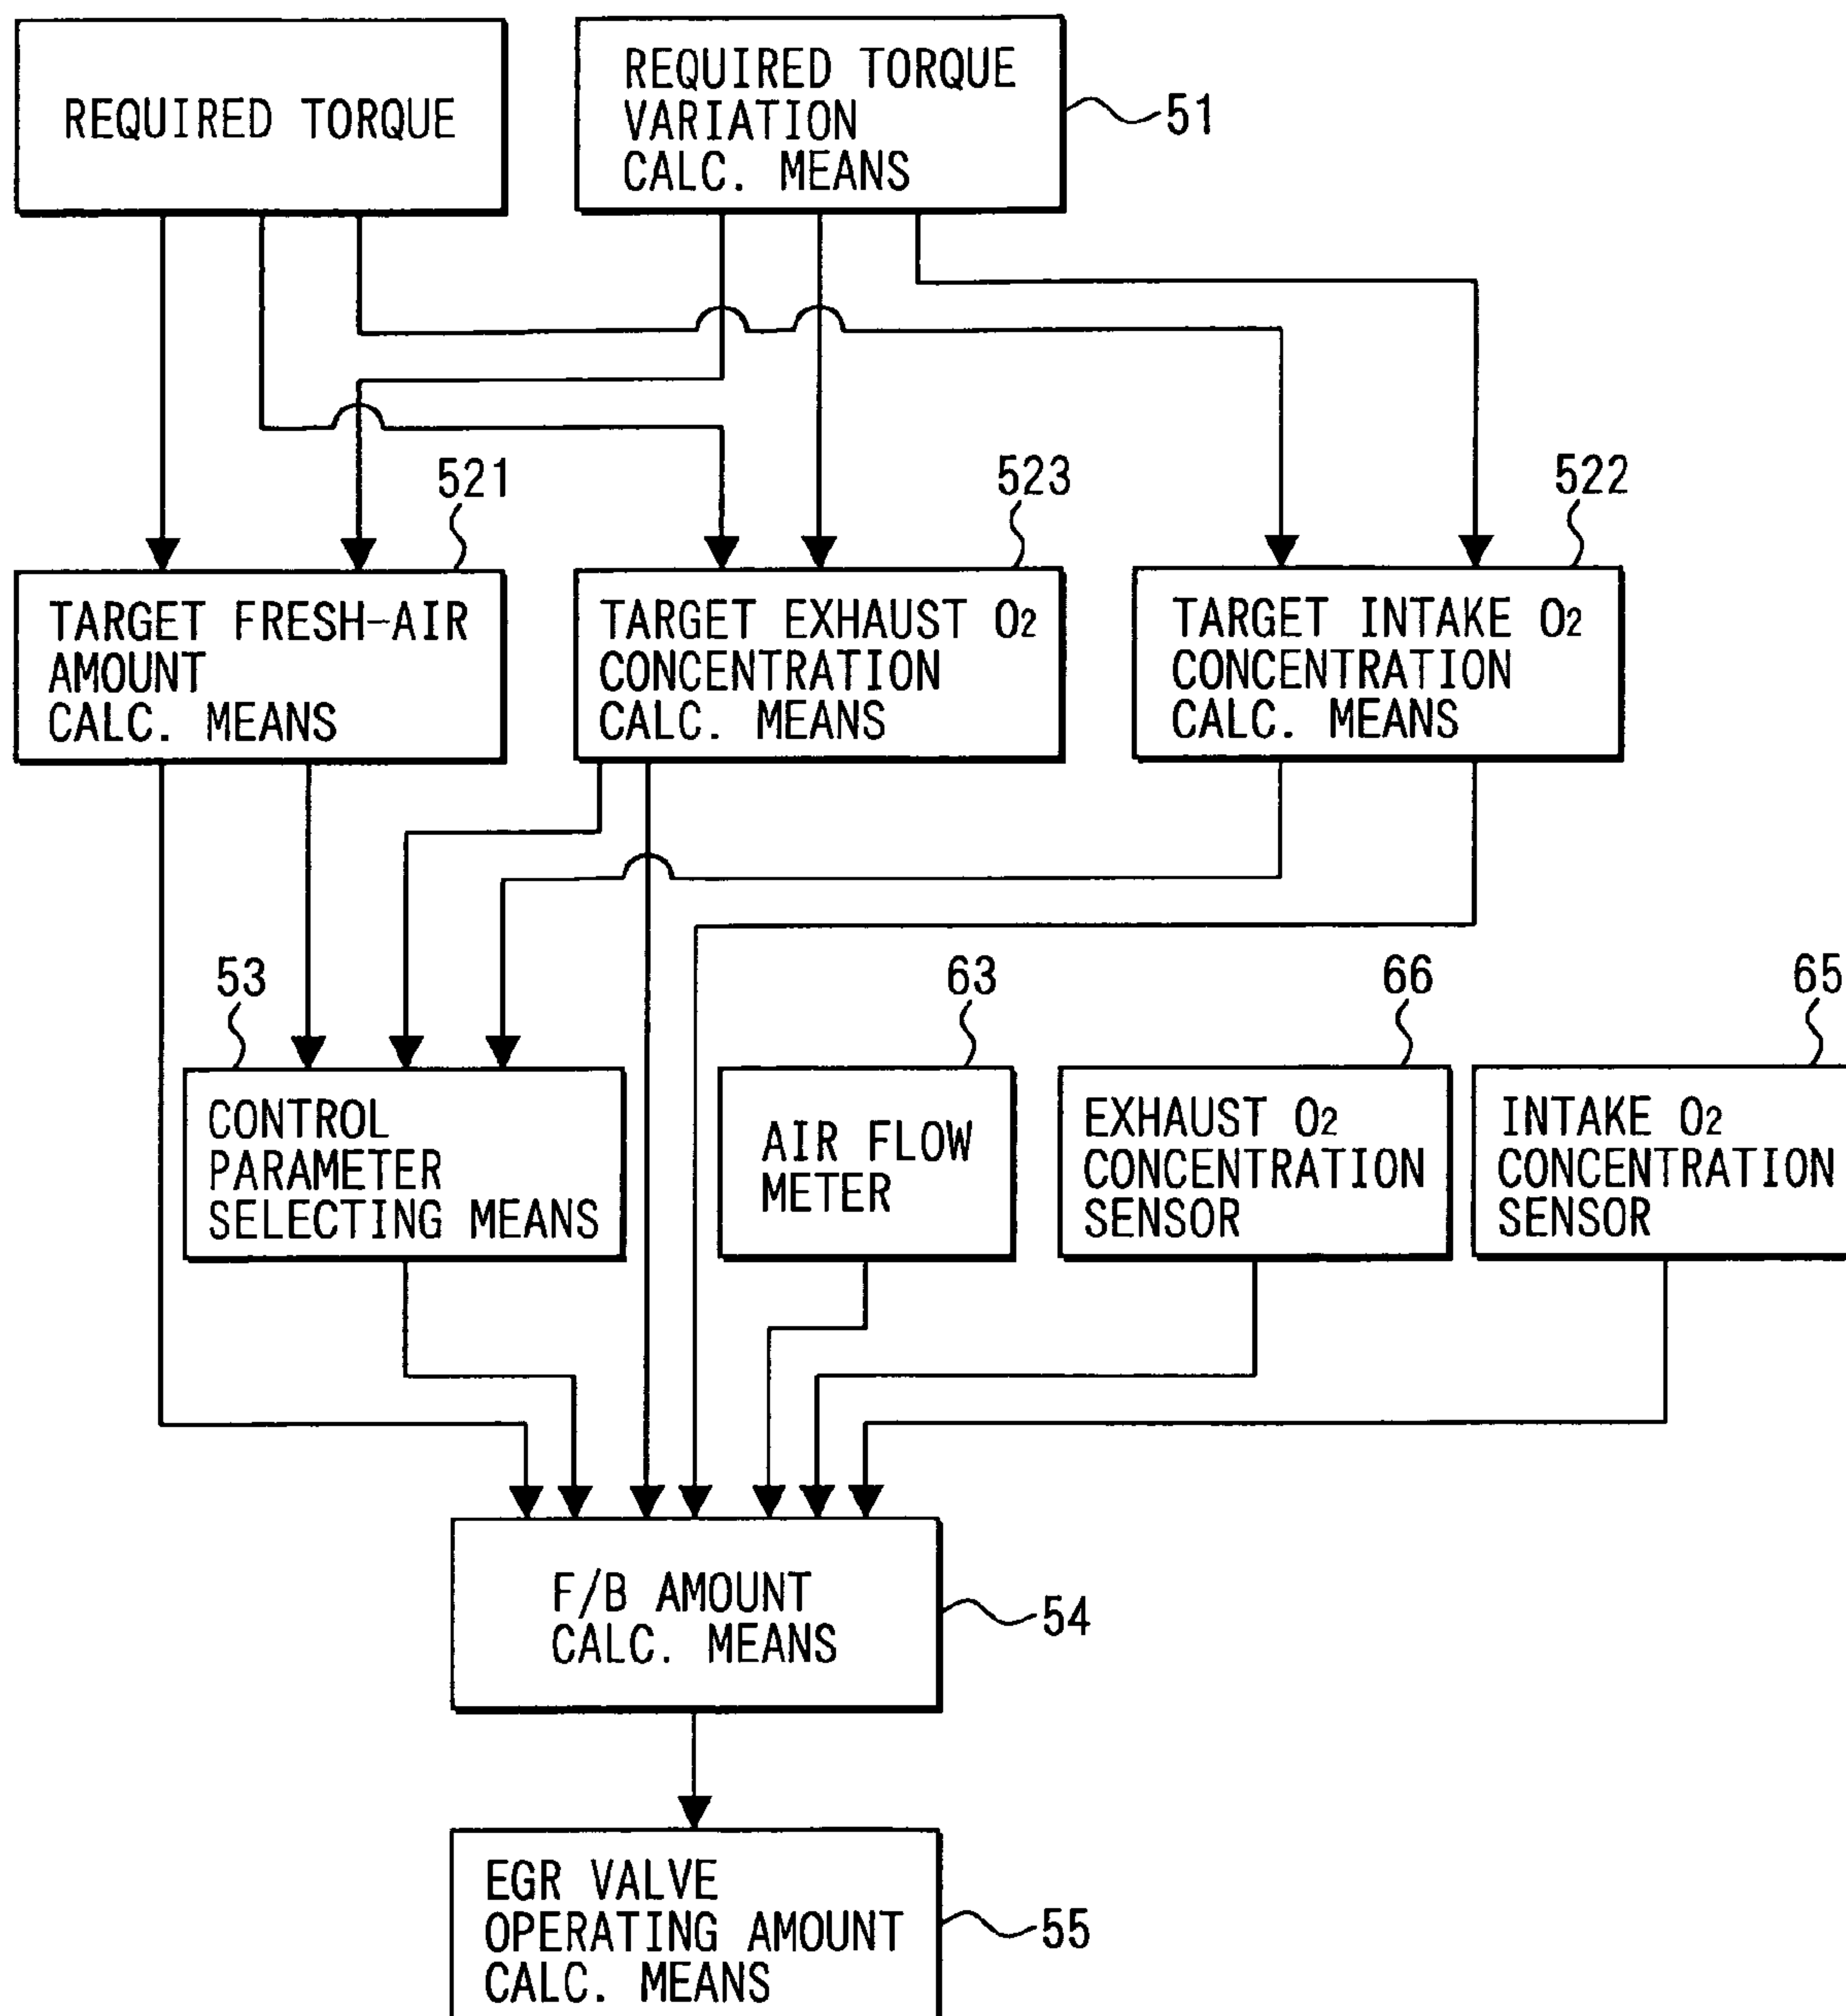 REQUIRED TORQUE
REQUIRED TORQUE
VARIATION
CALC. MEANS
51
521
523
522
TARGET FRESH-AIR
AMOUNT
CALC. MEANS
TARGET EXHAUST O2
CONCENTRATION
CALC. MEANS
TARGET INTAKE O2
CONCENTRATION
CALC. MEANS
53
63
66
65
CONTROL
PARAMETER
SELECTING MEANS
AIR FLOW
METER
EXHAUST O2
CONCENTRATION
SENSOR
INTAKE O2
CONCENTRATION
SENSOR
F/B AMOUNT
CALC. MEANS
54
EGR VALVE
OPERATING AMOUNT
CALC. MEANS
55